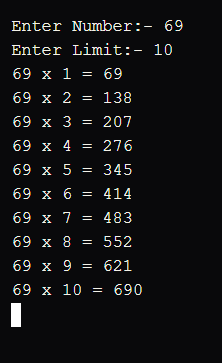 Enter Number:- 69
Enter Limit:- 10
69 x 1 = 69
69 x 2 = 138
69 x 3 = 207
69 x 4 = 276
69 x 5 = 345
69 x 6 = 414
69 x 7 = 483
69 x 8 = 552
69 x 9 = 621
69 x 10 = 690